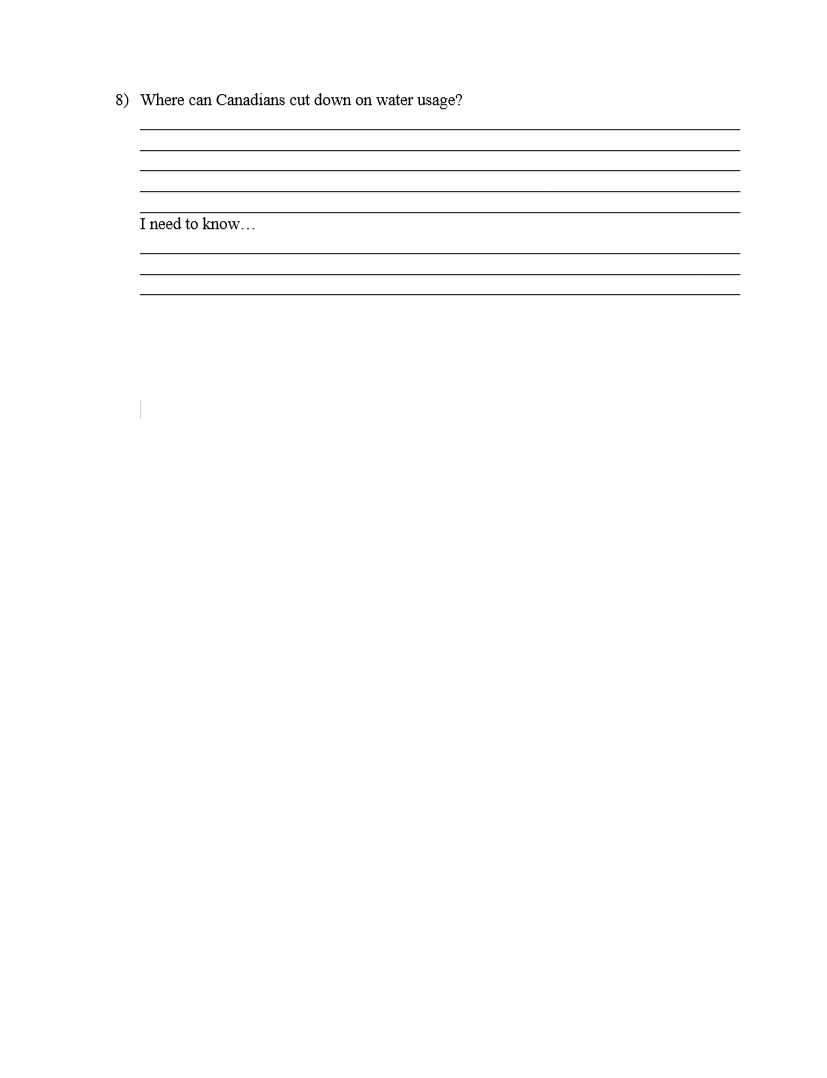 8) Where can Canadians cut down on water usage?
I need to know…